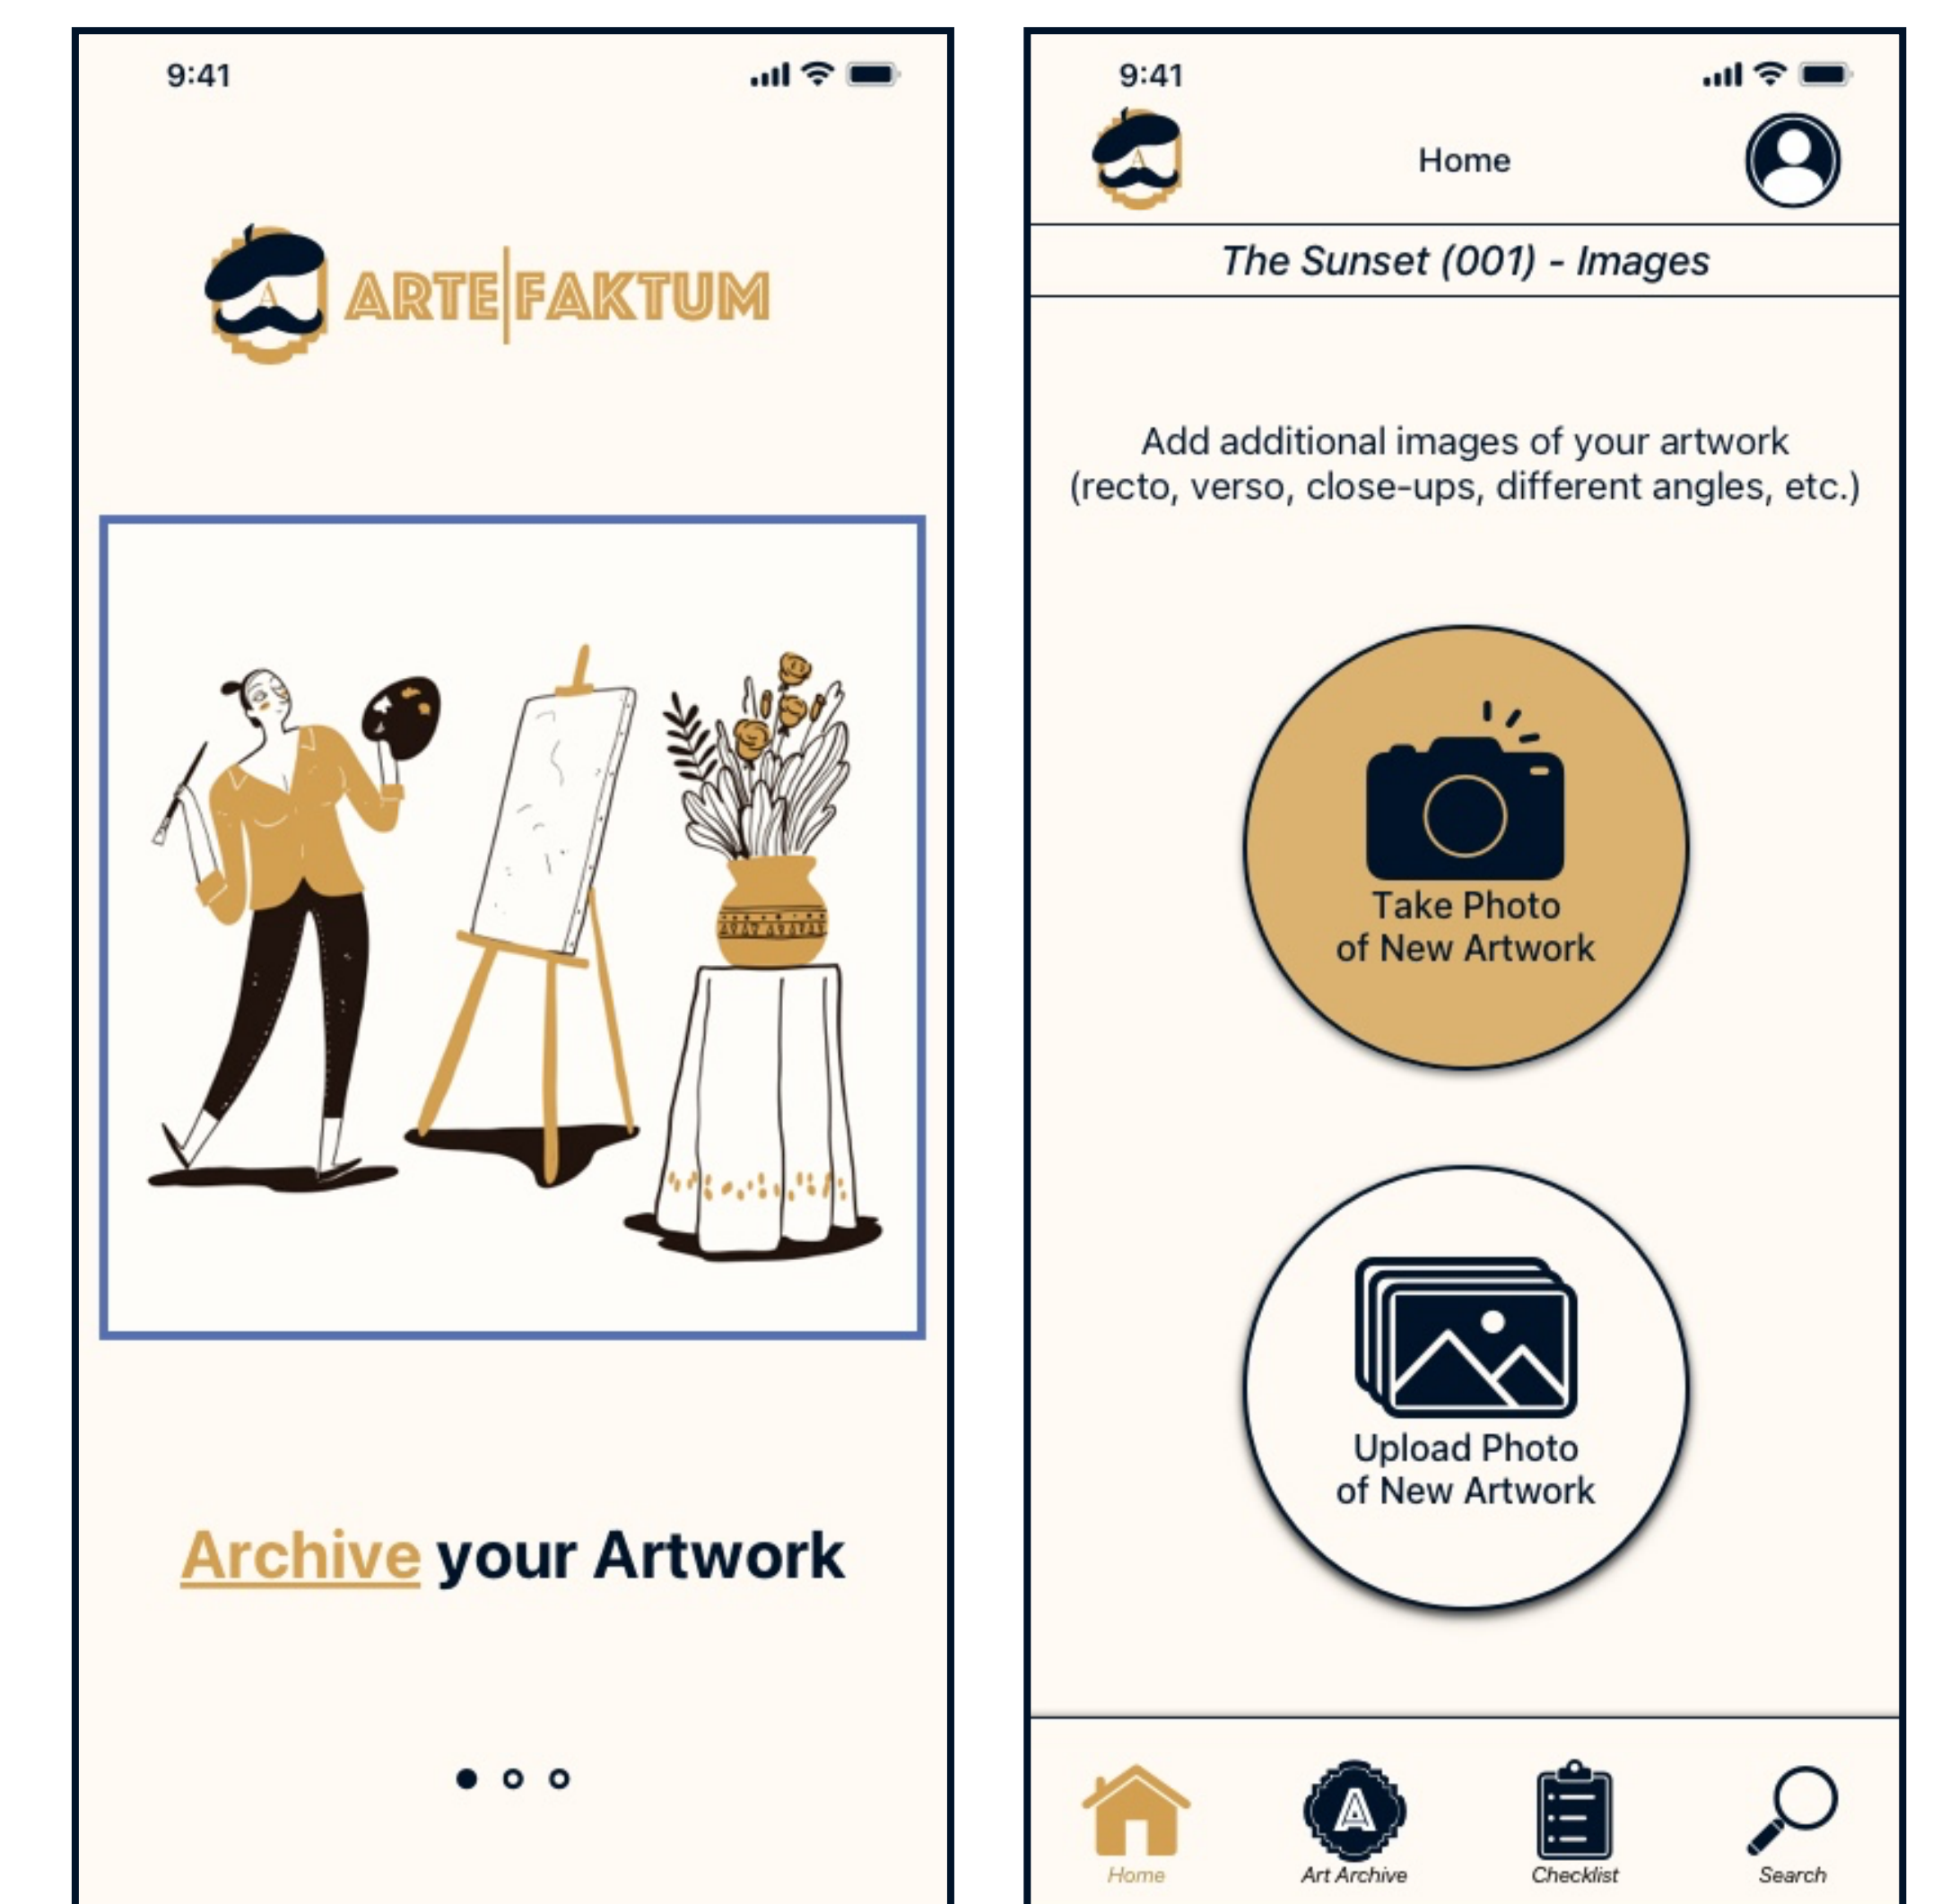 9:41
A
ARTE|FAKTUM
Archive your Artwork
9:41
A
Home
The Sunset (001) - Images
Add additional images of your artwork
(recto, verso, close-ups, different angles, etc.)
Take Photo
of New Artwork
Upload Photo
of New Artwork
A
Home
Art Archive
Checklist
Search